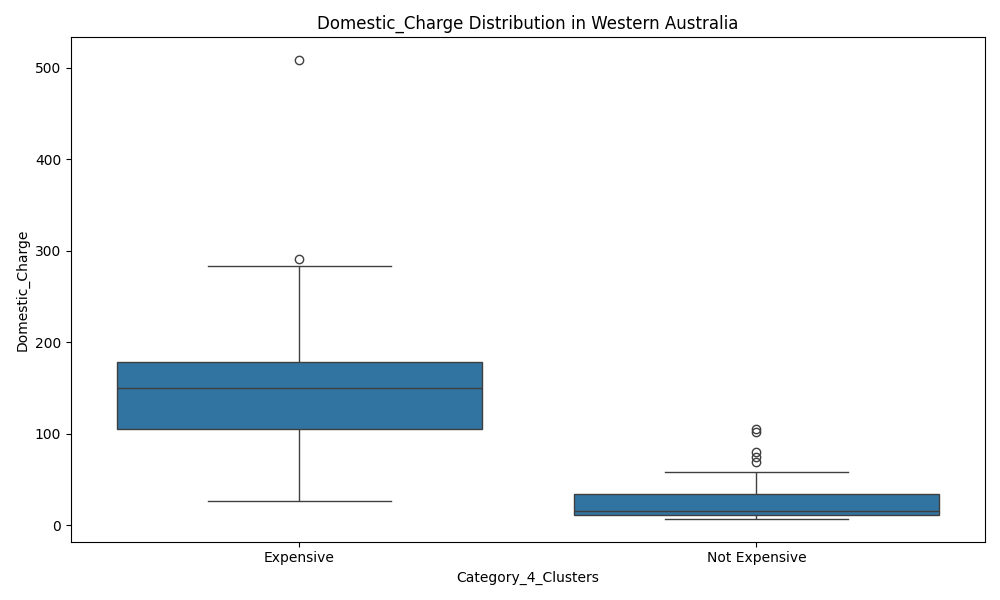 Domestic_Charge Distribution in Western Australia
500
400
300
200
100
0
Domestic_Charge
Expensive
Not Expensive
Category_4_Clusters